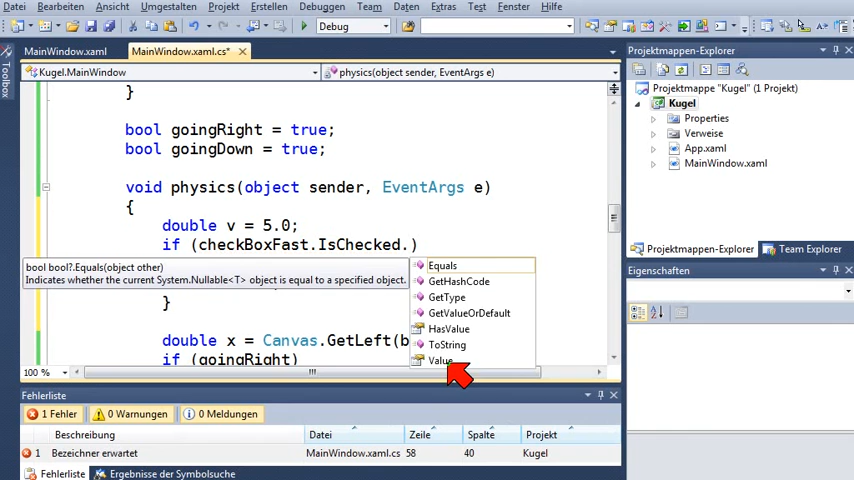 Datei Bearbeiten Ansicht Umgestalten Projekt Erstellen Debuggen Team Daten Extras Test Fenster Hilfe
Debug
MainWindow.xaml MainWindow.xaml.cs*
Toolbox
Kugel.MainWindow physics(object sender, EventArgs e)
}
bool goingRight = true;
bool goingDown = true;
void physics(object sender, EventArgs e)
{
double v = 5.0;
if (checkBoxFast.IsChecked.)
bool bool?.Equals(object other)
Indicates whether the current System.Nullable<T> object is equal to a specified object.
Equals
GetHashCode
GetType
GetValueOrDefault
HasValue
ToString
Value
}
double x = Canvas.GetLeft(b
if (goingRight)
100 %
Projektmappen-Explorer
Projektmappe "Kugel" (1 Projekt)
Kugel
Properties
Verweise
App.xaml
MainWindow.xaml
Projektmappen-Explorer Team Explorer
Eigenschaften
Fehlerliste
1 Fehler 0 Warnungen 0 Meldungen
Beschreibung Datei Zeile Spalte Projekt
1 Bezeichner erwartet MainWindow.xaml.cs 58 40 Kugel
Fehlerliste Ergebnisse der Symbolsuche